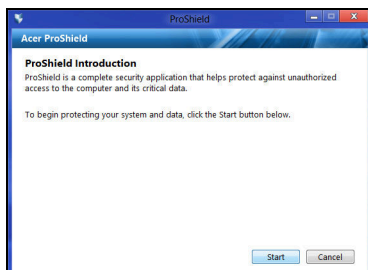 ProShield
Acer ProShield
ProShield Introduction
ProShield is a complete security application that helps protect against unauthorized
access to the computer and its critical data.
To begin protecting your system and data, click the Start button below.
Start Cancel